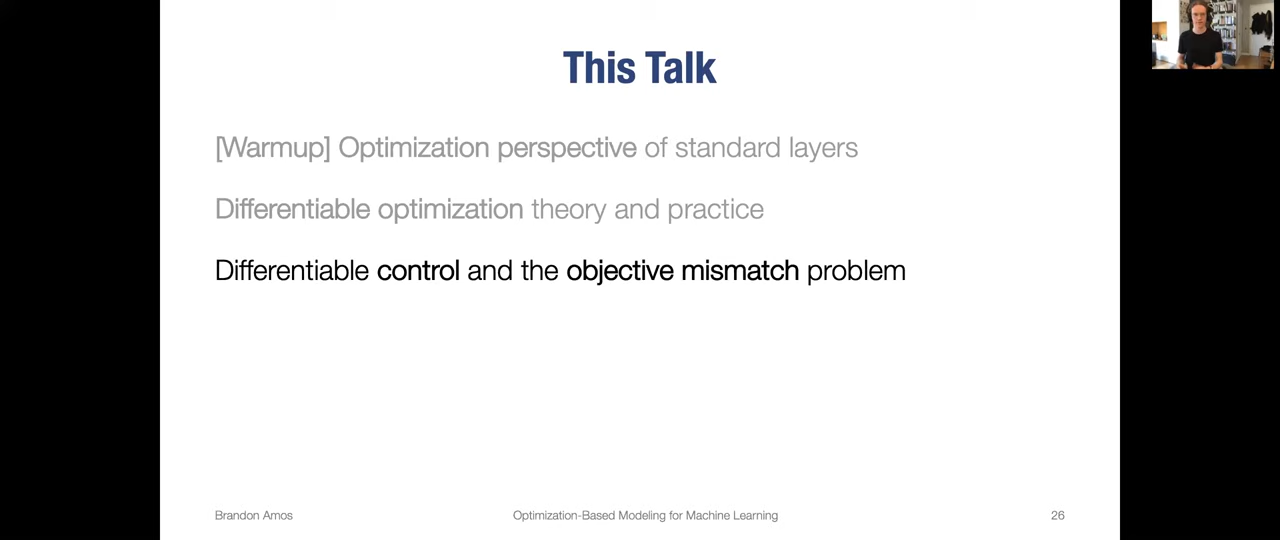 This Talk
[Warmup] Optimization perspective of standard layers
Differentiable optimization theory and practice
Differentiable control and the objective mismatch problem
Brandon Amos
Optimization-Based Modeling for Machine Learning
26